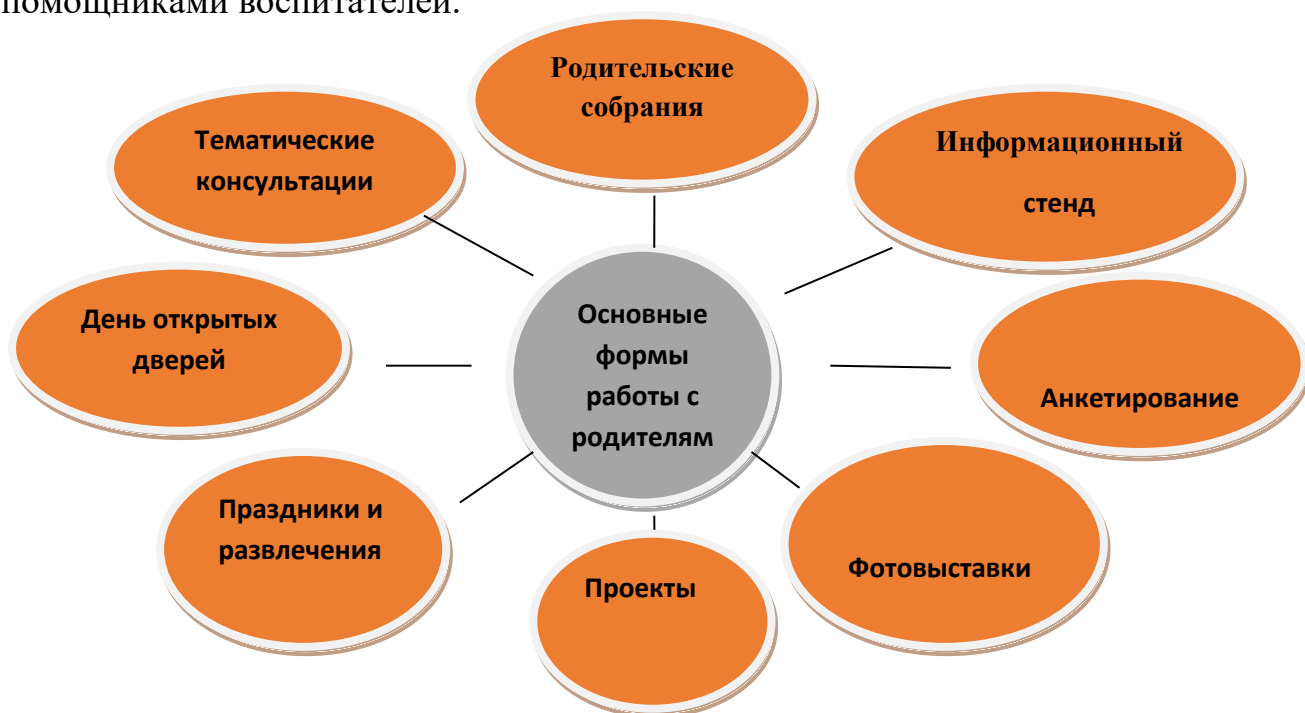 помощниками воспитателей.
Родительские
собрания
Тематические
консультации
Информационный
стенд
День открытых
дверей
Основные
формы
работы с
родителям
Анкетирование
Праздники и
развлечения
Проекты
Фотовыставки